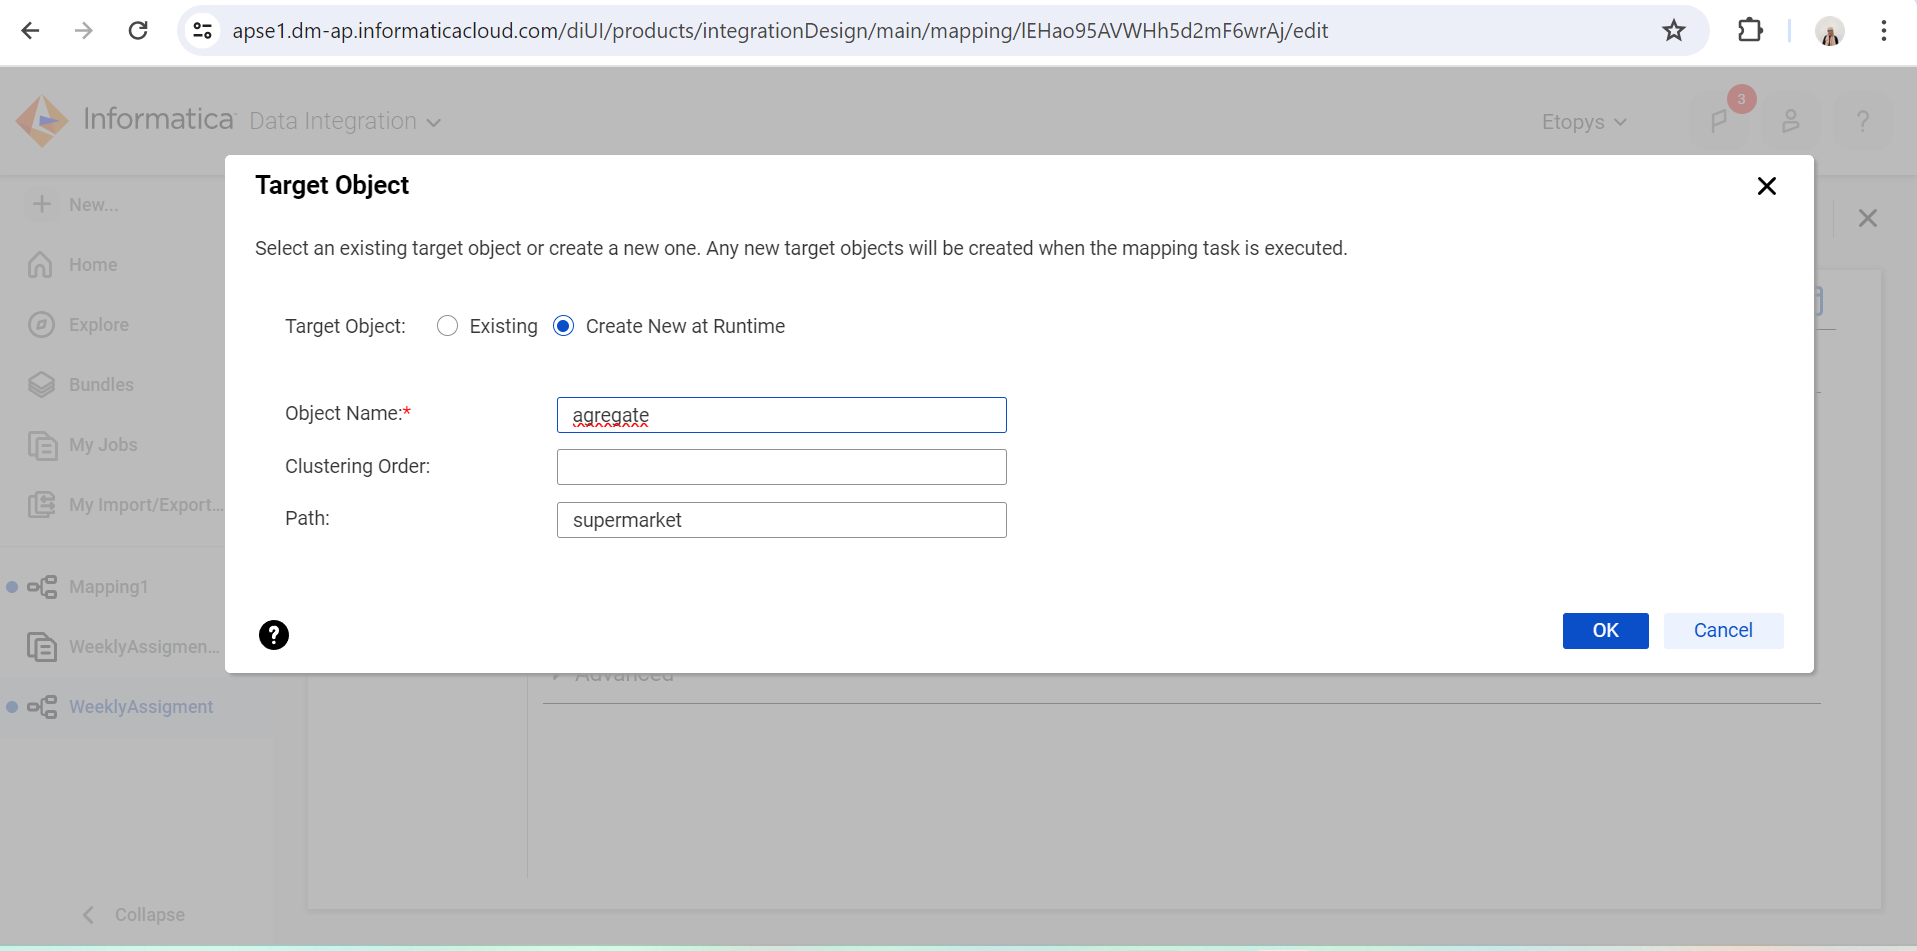 apse1.dm-ap.informaticacloud.com/diUI/products/integrationDesign/main/mapping/lEHao95AVWHh5d2mF6wrAj/edit
Informatica Data Integration
Etopys
3
?
Target Object
New...
Select an existing target object or create a new one. Any new target objects will be created when the mapping task is executed.
Home
Explore
Target Object: Existing Create New at Runtime
Bundles
Object Name:* agregate
My Jobs
Clustering Order:
My Import/Export...
Path: supermarket
Mapping1
? OK Cancel
WeeklyAssigmen...
Advanced
WeeklyAssigment
Collapse